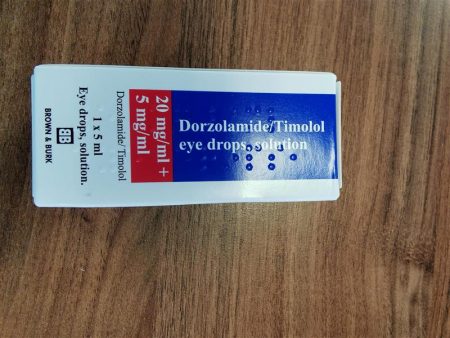 Dorzolamide/Timolol
eye drops, solution
20 mg/ml +
5 mg/ml
Dorzolamide/Timolol
1 x 5 ml
Eye drops, solution.
BB
BROWN & BURK